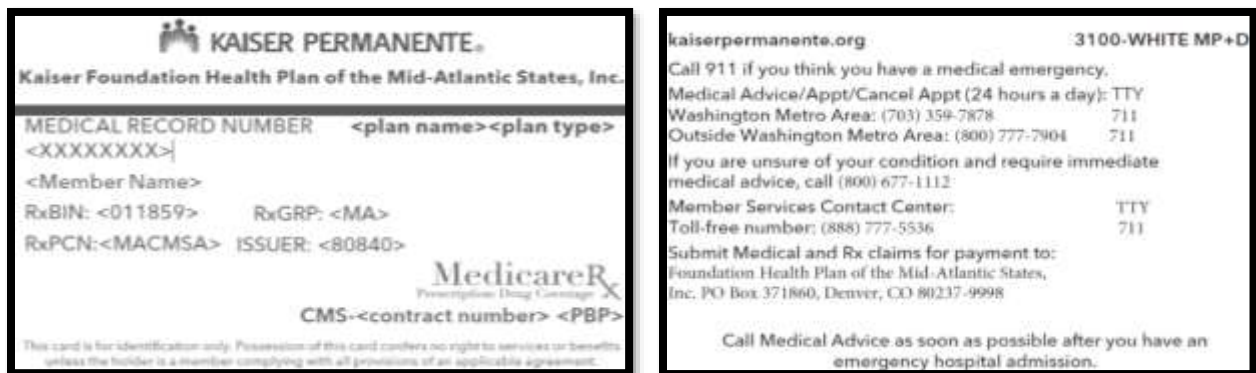 KAISER PERMANENTE®
Kaiser Foundation Health Plan of the Mid-Atlantic States, Inc.
MEDICAL RECORD NUMBER <plan name><plan type>
<XXXXXXXX>
<Member Name>
RxBIN: <011859> RxGRP: <MA>
RxPCN:<MACMSA> ISSUER: <80840>
MedicareRx
Prescription Drug Coverage
CMS-<contract number> <PBP>
This card is for identification only. Possession of this card confers no right to services or benefits
unless the holder is a member complying with all provisions of an applicable agreement.
kaiserpermanente.org 3100-WHITE MP+D
Call 911 if you think you have a medical emergency.
Medical Advice/Appt/Cancel Appt (24 hours a day): TTY
Washington Metro Area: (703) 359-7878 711
Outside Washington Metro Area: (800) 777-7904 711
If you are unsure of your condition and require immediate
medical advice, call (800) 677-1112
Member Services Contact Center: TTY
Toll-free number: (888) 777-5536 711
Submit Medical and Rx claims for payment to:
Foundation Health Plan of the Mid-Atlantic States,
Inc. PO Box 371860, Denver, CO 80237-9998
Call Medical Advice as soon as possible after you have an
emergency hospital admission.